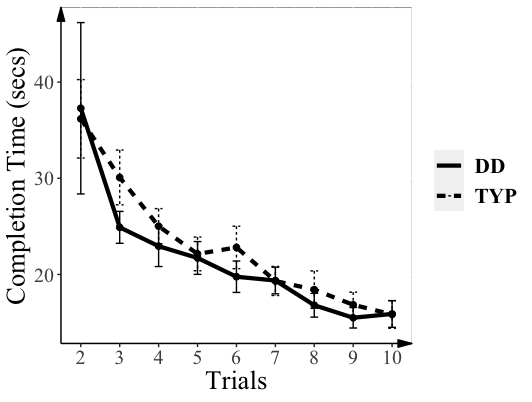 Completion Time (secs)
40
30
20
2 3 4 5 6 7 8 9 10
Trials
DD
TYP